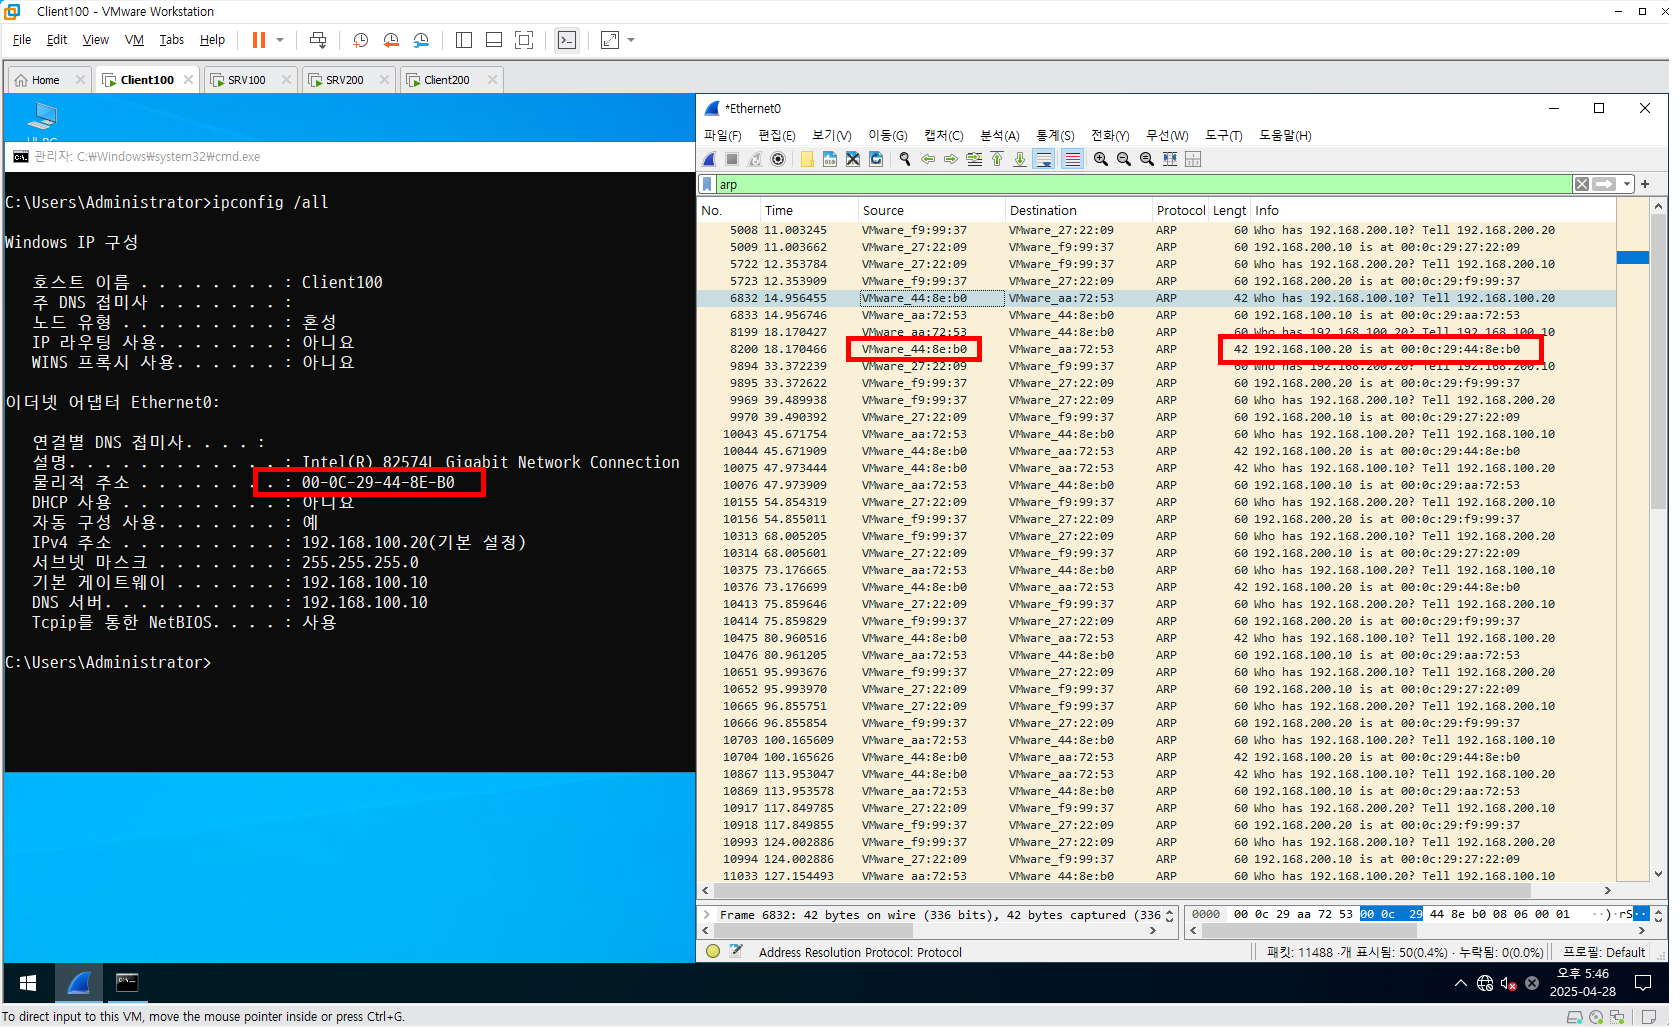 Client100 - VMware Workstation
File Edit View VM Tabs Help
Home Client100 SRV100 SRV200 Client200
관리자: C:\Windows\system32\cmd.exe
C:\Users\Administrator>ipconfig /all
Windows IP 구성
호스트 이름 . . . . . . . . : Client100
주 DNS 접미사 . . . . . . . :
노드 유형 . . . . . . . . . : 혼성
IP 라우팅 사용. . . . . . . : 아니요
WINS 프록시 사용. . . . . . : 아니요
이더넷 어댑터 Ethernet0:
연결별 DNS 접미사. . . . :
설명. . . . . . . . . . . . : Intel(R) 82574L Gigabit Network Connection
물리적 주소 . . . . . . . . : 00-0C-29-44-8E-B0
DHCP 사용 . . . . . . . . . : 아니요
자동 구성 사용. . . . . . . : 예
IPv4 주소 . . . . . . . . . : 192.168.100.20(기본 설정)
서브넷 마스크 . . . . . . . : 255.255.255.0
기본 게이트웨이 . . . . . . : 192.168.100.10
DNS 서버. . . . . . . . . . : 192.168.100.10
Tcpip를 통한 NetBIOS. . . . : 사용
C:\Users\Administrator>
*Ethernet0
파일(F) 편집(E) 보기(V) 이동(G) 캡처(C) 분석(A) 통계(S) 전화(Y) 무선(W) 도구(T) 도움말(H)
arp
No. Time Source Destination Protocol Lengt Info
5008 11.003245 VMware_f9:99:37 VMware_27:22:09 ARP 60 Who has 192.168.200.10? Tell 192.168.200.20
5009 11.003662 VMware_27:22:09 VMware_f9:99:37 ARP 60 192.168.200.10 is at 00:0c:29:27:22:09
5722 12.353784 VMware_27:22:09 VMware_f9:99:37 ARP 60 Who has 192.168.200.20? Tell 192.168.200.10
5723 12.353909 VMware_f9:99:37 VMware_27:22:09 ARP 60 192.168.200.20 is at 00:0c:29:f9:99:37
6832 14.956455 VMware_44:8e:b0 VMware_aa:72:53 ARP 42 Who has 192.168.100.10? Tell 192.168.100.20
6833 14.956746 VMware_aa:72:53 VMware_44:8e:b0 ARP 60 192.168.100.10 is at 00:0c:29:aa:72:53
8199 18.170427 VMware_aa:72:53 VMware_44:8e:b0 ARP 60 Who has 192.168.100.20? Tell 192.168.100.10
8200 18.170466 VMware_44:8e:b0 VMware_aa:72:53 ARP 42 192.168.100.20 is at 00:0c:29:44:8e:b0
9894 33.372239 VMware_27:22:09 VMware_f9:99:37 ARP 60 Who has 192.168.200.20? Tell 192.168.200.10
9895 33.372622 VMware_f9:99:37 VMware_27:22:09 ARP 60 192.168.200.20 is at 00:0c:29:f9:99:37
9969 39.489938 VMware_f9:99:37 VMware_27:22:09 ARP 60 Who has 192.168.200.10? Tell 192.168.200.20
9970 39.490392 VMware_27:22:09 VMware_f9:99:37 ARP 60 192.168.200.10 is at 00:0c:29:27:22:09
10043 45.671754 VMware_aa:72:53 VMware_44:8e:b0 ARP 60 Who has 192.168.100.20? Tell 192.168.100.10
10044 45.671909 VMware_44:8e:b0 VMware_aa:72:53 ARP 42 192.168.100.20 is at 00:0c:29:44:8e:b0
10075 47.973444 VMware_44:8e:b0 VMware_aa:72:53 ARP 42 Who has 192.168.100.10? Tell 192.168.100.20
10076 47.973909 VMware_aa:72:53 VMware_44:8e:b0 ARP 60 192.168.100.10 is at 00:0c:29:aa:72:53
10155 54.854319 VMware_27:22:09 VMware_f9:99:37 ARP 60 Who has 192.168.200.20? Tell 192.168.200.10
10156 54.855011 VMware_f9:99:37 VMware_27:22:09 ARP 60 192.168.200.20 is at 00:0c:29:f9:99:37
10313 68.005205 VMware_f9:99:37 VMware_27:22:09 ARP 60 Who has 192.168.200.10? Tell 192.168.200.20
10314 68.005601 VMware_27:22:09 VMware_f9:99:37 ARP 60 192.168.200.10 is at 00:0c:29:27:22:09
10375 73.176665 VMware_aa:72:53 VMware_44:8e:b0 ARP 60 Who has 192.168.100.20? Tell 192.168.100.10
10376 73.176699 VMware_44:8e:b0 VMware_aa:72:53 ARP 42 192.168.100.20 is at 00:0c:29:44:8e:b0
10413 75.859646 VMware_27:22:09 VMware_f9:99:37 ARP 60 Who has 192.168.200.20? Tell 192.168.200.10
10414 75.859829 VMware_f9:99:37 VMware_27:22:09 ARP 60 192.168.200.20 is at 00:0c:29:f9:99:37
10475 80.960516 VMware_44:8e:b0 VMware_aa:72:53 ARP 42 Who has 192.168.100.10? Tell 192.168.100.20
10476 80.961205 VMware_aa:72:53 VMware_44:8e:b0 ARP 60 192.168.100.10 is at 00:0c:29:aa:72:53
10651 95.993676 VMware_f9:99:37 VMware_27:22:09 ARP 60 Who has 192.168.200.10? Tell 192.168.200.20
10652 95.993970 VMware_27:22:09 VMware_f9:99:37 ARP 60 192.168.200.10 is at 00:0c:29:27:22:09
10665 96.855751 VMware_27:22:09 VMware_f9:99:37 ARP 60 Who has 192.168.200.20? Tell 192.168.200.10
10666 96.855854 VMware_f9:99:37 VMware_27:22:09 ARP 60 192.168.200.20 is at 00:0c:29:f9:99:37
10703 100.165609 VMware_aa:72:53 VMware_44:8e:b0 ARP 60 Who has 192.168.100.20? Tell 192.168.100.10
10704 100.165626 VMware_44:8e:b0 VMware_aa:72:53 ARP 42 192.168.100.20 is at 00:0c:29:44:8e:b0
10867 113.953047 VMware_44:8e:b0 VMware_aa:72:53 ARP 42 Who has 192.168.100.10? Tell 192.168.100.20
10869 113.953578 VMware_aa:72:53 VMware_44:8e:b0 ARP 60 192.168.100.10 is at 00:0c:29:aa:72:53
10917 117.849785 VMware_27:22:09 VMware_f9:99:37 ARP 60 Who has 192.168.200.20? Tell 192.168.200.10
10918 117.849855 VMware_f9:99:37 VMware_27:22:09 ARP 60 192.168.200.20 is at 00:0c:29:f9:99:37
10993 124.002886 VMware_f9:99:37 VMware_27:22:09 ARP 60 Who has 192.168.200.10? Tell 192.168.200.20
10994 124.002886 VMware_27:22:09 VMware_f9:99:37 ARP 60 192.168.200.10 is at 00:0c:29:27:22:09
11033 127.154493 VMware_aa:72:53 VMware_44:8e:b0 ARP 60 Who has 192.168.100.20? Tell 192.168.100.10
Frame 6832: 42 bytes on wire (336 bits), 42 bytes captured (336
0000 00 0c 29 aa 72 53 00 0c 29 44 8e b0 08 06 00 01 ··)·rS··
Address Resolution Protocol: Protocol
패킷: 11488 ·개 표시됨: 50(0.4%) · 누락됨: 0(0.0%)
프로필: Default
오후 5:46
2025-04-28
To direct input to this VM, move the mouse pointer inside or press Ctrl+G.